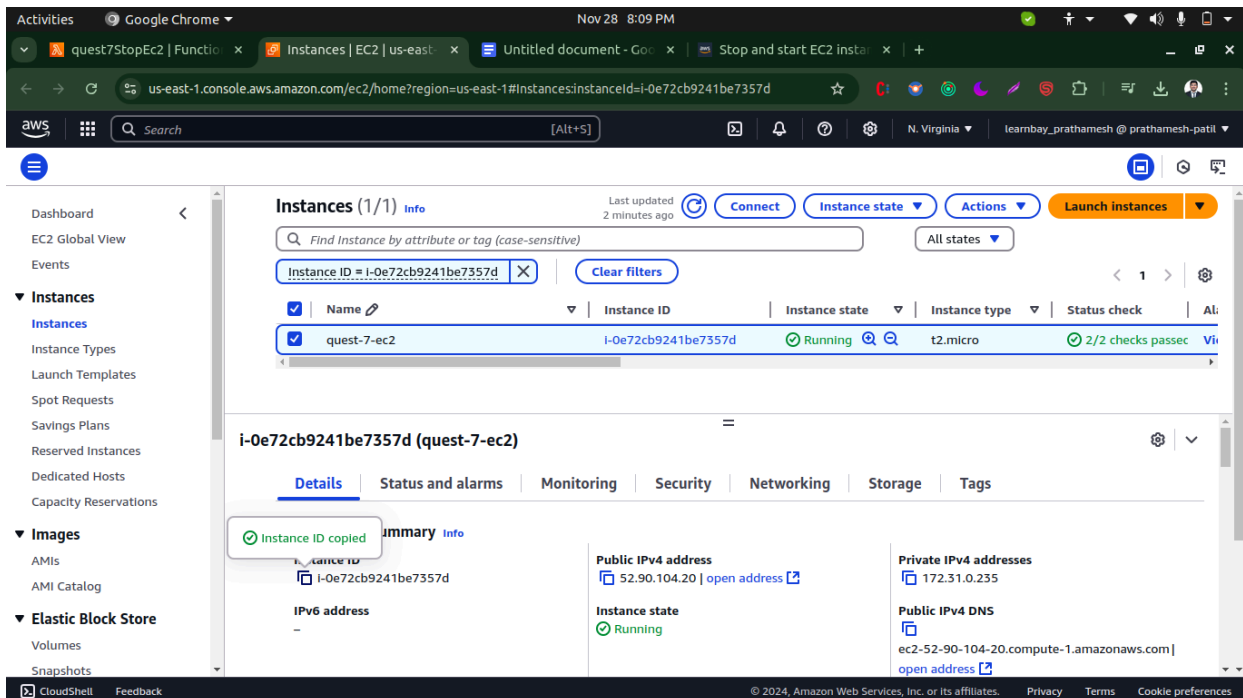 Activities Google Chrome Nov 28 8:09 PM
quest7StopEc2 | Functio Instances | EC2 | us-east- Untitled document - Goo Stop and start EC2 instan
us-east-1.console.aws.amazon.com/ec2/home?region=us-east-1#Instances:instanceId=i-0e72cb9241be7357d
aws Search [Alt+S] N. Virginia learnbay_prathamesh @ prathamesh-patil
Dashboard
EC2 Global View
Events
Instances
Instances
Instance Types
Launch Templates
Spot Requests
Savings Plans
Reserved Instances
Dedicated Hosts
Capacity Reservations
Images
AMIs
AMI Catalog
Elastic Block Store
Volumes
Snapshots
Instances (1/1) Info
Last updated
2 minutes ago
Connect Instance state Actions Launch instances
Find Instance by attribute or tag (case-sensitive) All states
Instance ID = i-0e72cb9241be7357d Clear filters 1
Name Instance ID Instance state Instance type Status check Al
quest-7-ec2 i-0e72cb9241be7357d Running t2.micro 2/2 checks passec Vi
i-0e72cb9241be7357d (quest-7-ec2)
Details Status and alarms Monitoring Security Networking Storage Tags
Instance ID copied
ummary Info
Instance ID
i-0e72cb9241be7357d
IPv6 address
–
Public IPv4 address
52.90.104.20 | open address
Instance state
Running
Private IPv4 addresses
172.31.0.235
Public IPv4 DNS
ec2-52-90-104-20.compute-1.amazonaws.com |
open address
CloudShell Feedback © 2024, Amazon Web Services, Inc. or its affiliates. Privacy Terms Cookie preferences